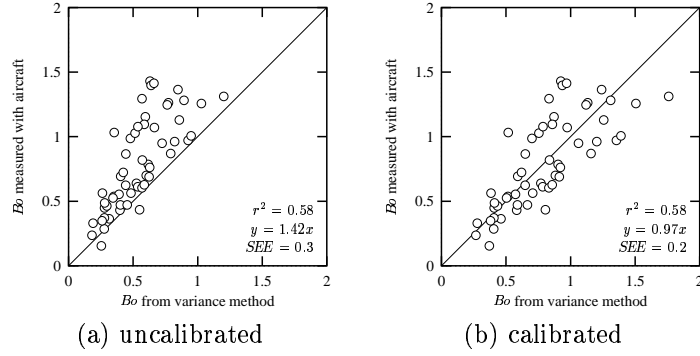 2
1.5
1
0.5
0
0
0.5
1
1.5
2
Bo measured with aircraft
Bo from variance method
r² = 0.58
y = 1.42x
SEE = 0.3
(a) uncalibrated
2
1.5
1
0.5
0
0
0.5
1
1.5
2
Bo measured with aircraft
Bo from variance method
r² = 0.58
y = 0.97x
SEE = 0.2
(b) calibrated